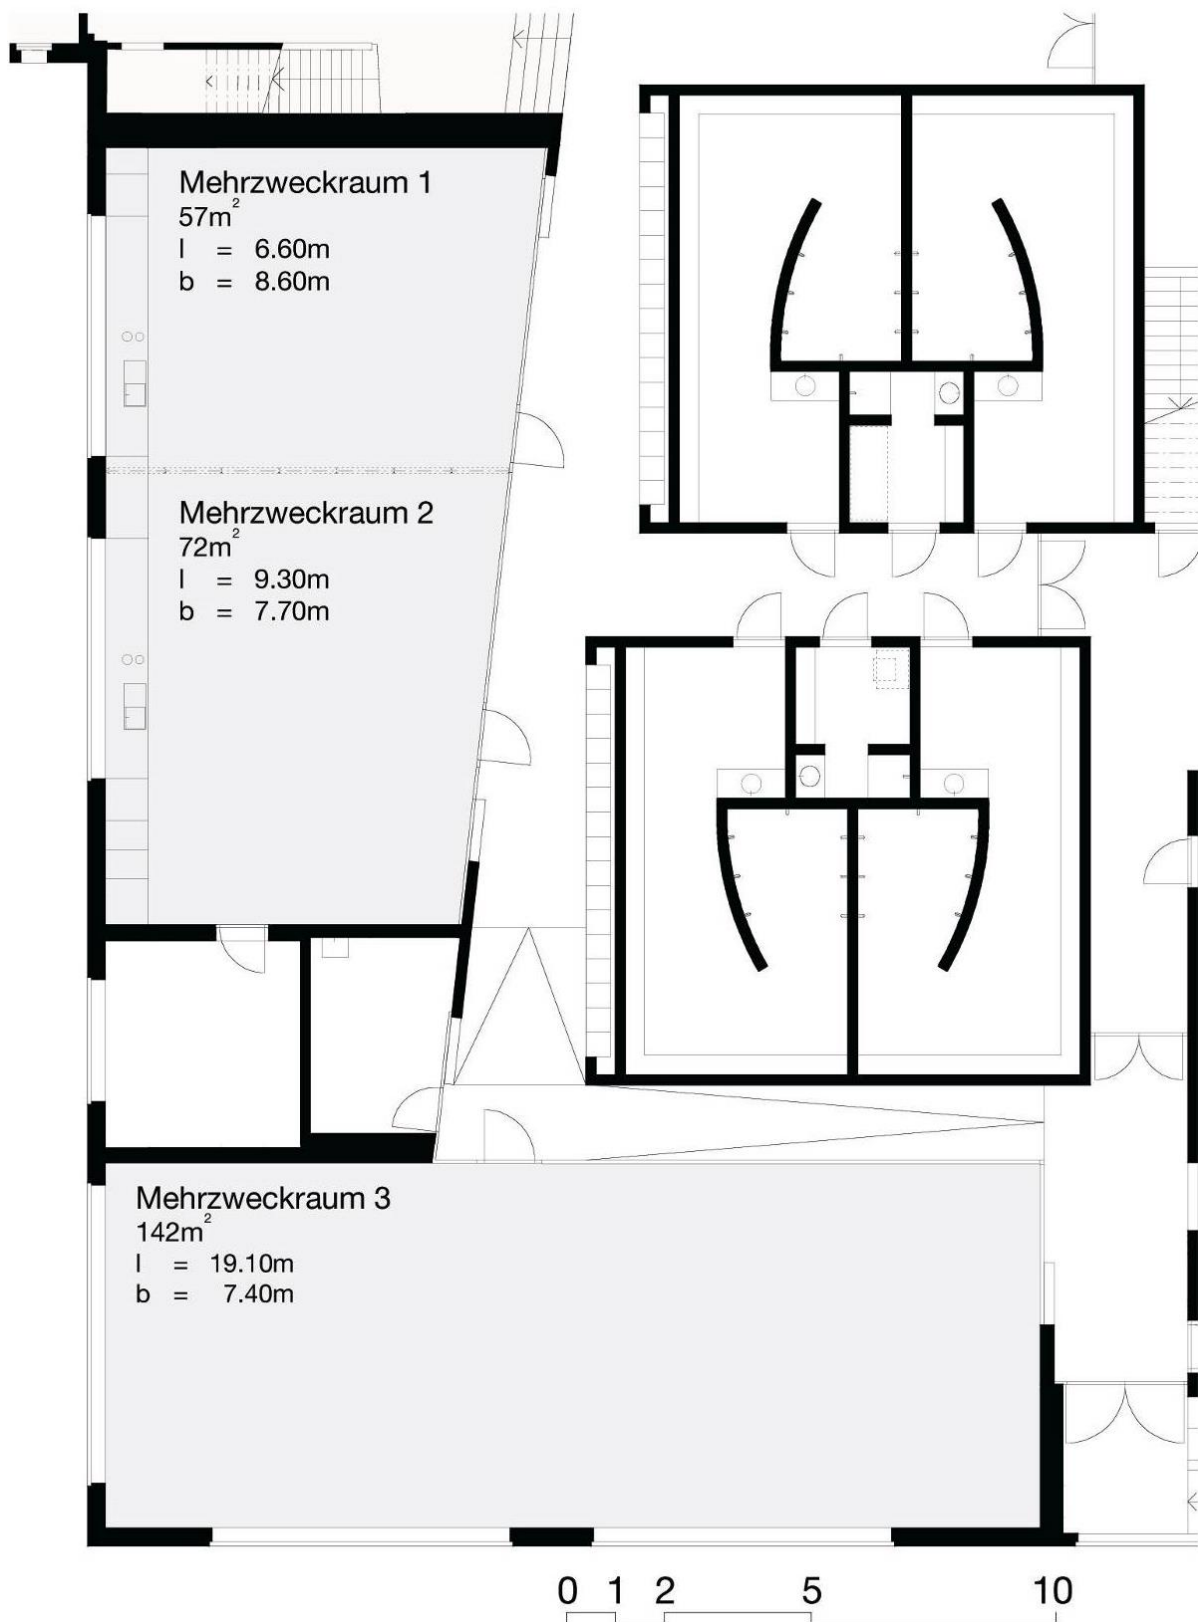 Mehrzweckraum 1
57m²
l = 6.60m
b = 8.60m
Mehrzweckraum 2
72m²
l = 9.30m
b = 7.70m
Mehrzweckraum 3
142m²
l = 19.10m
b = 7.40m
0 1 2 5 10